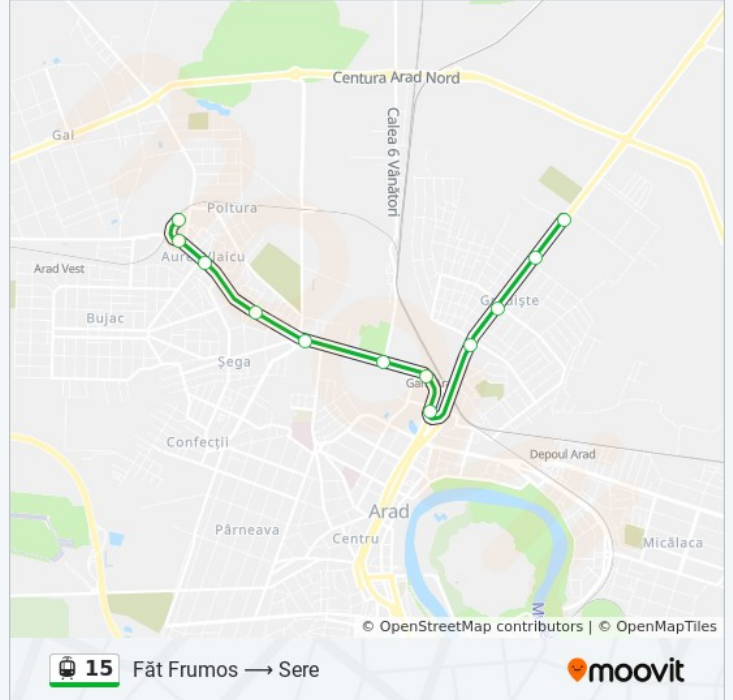 Centura Arad Nord
Calea 6 Vânători
Gai
Poltura
Aurel Vlaicu
Arad Vest
Grădiște
Bujac
Șega
Confecții
Depoul Arad
Arad
Pârneava
Centru
Micălaca
© OpenStreetMap contributors | © OpenMapTiles
15 Făt Frumos ⟶ Sere
moovit